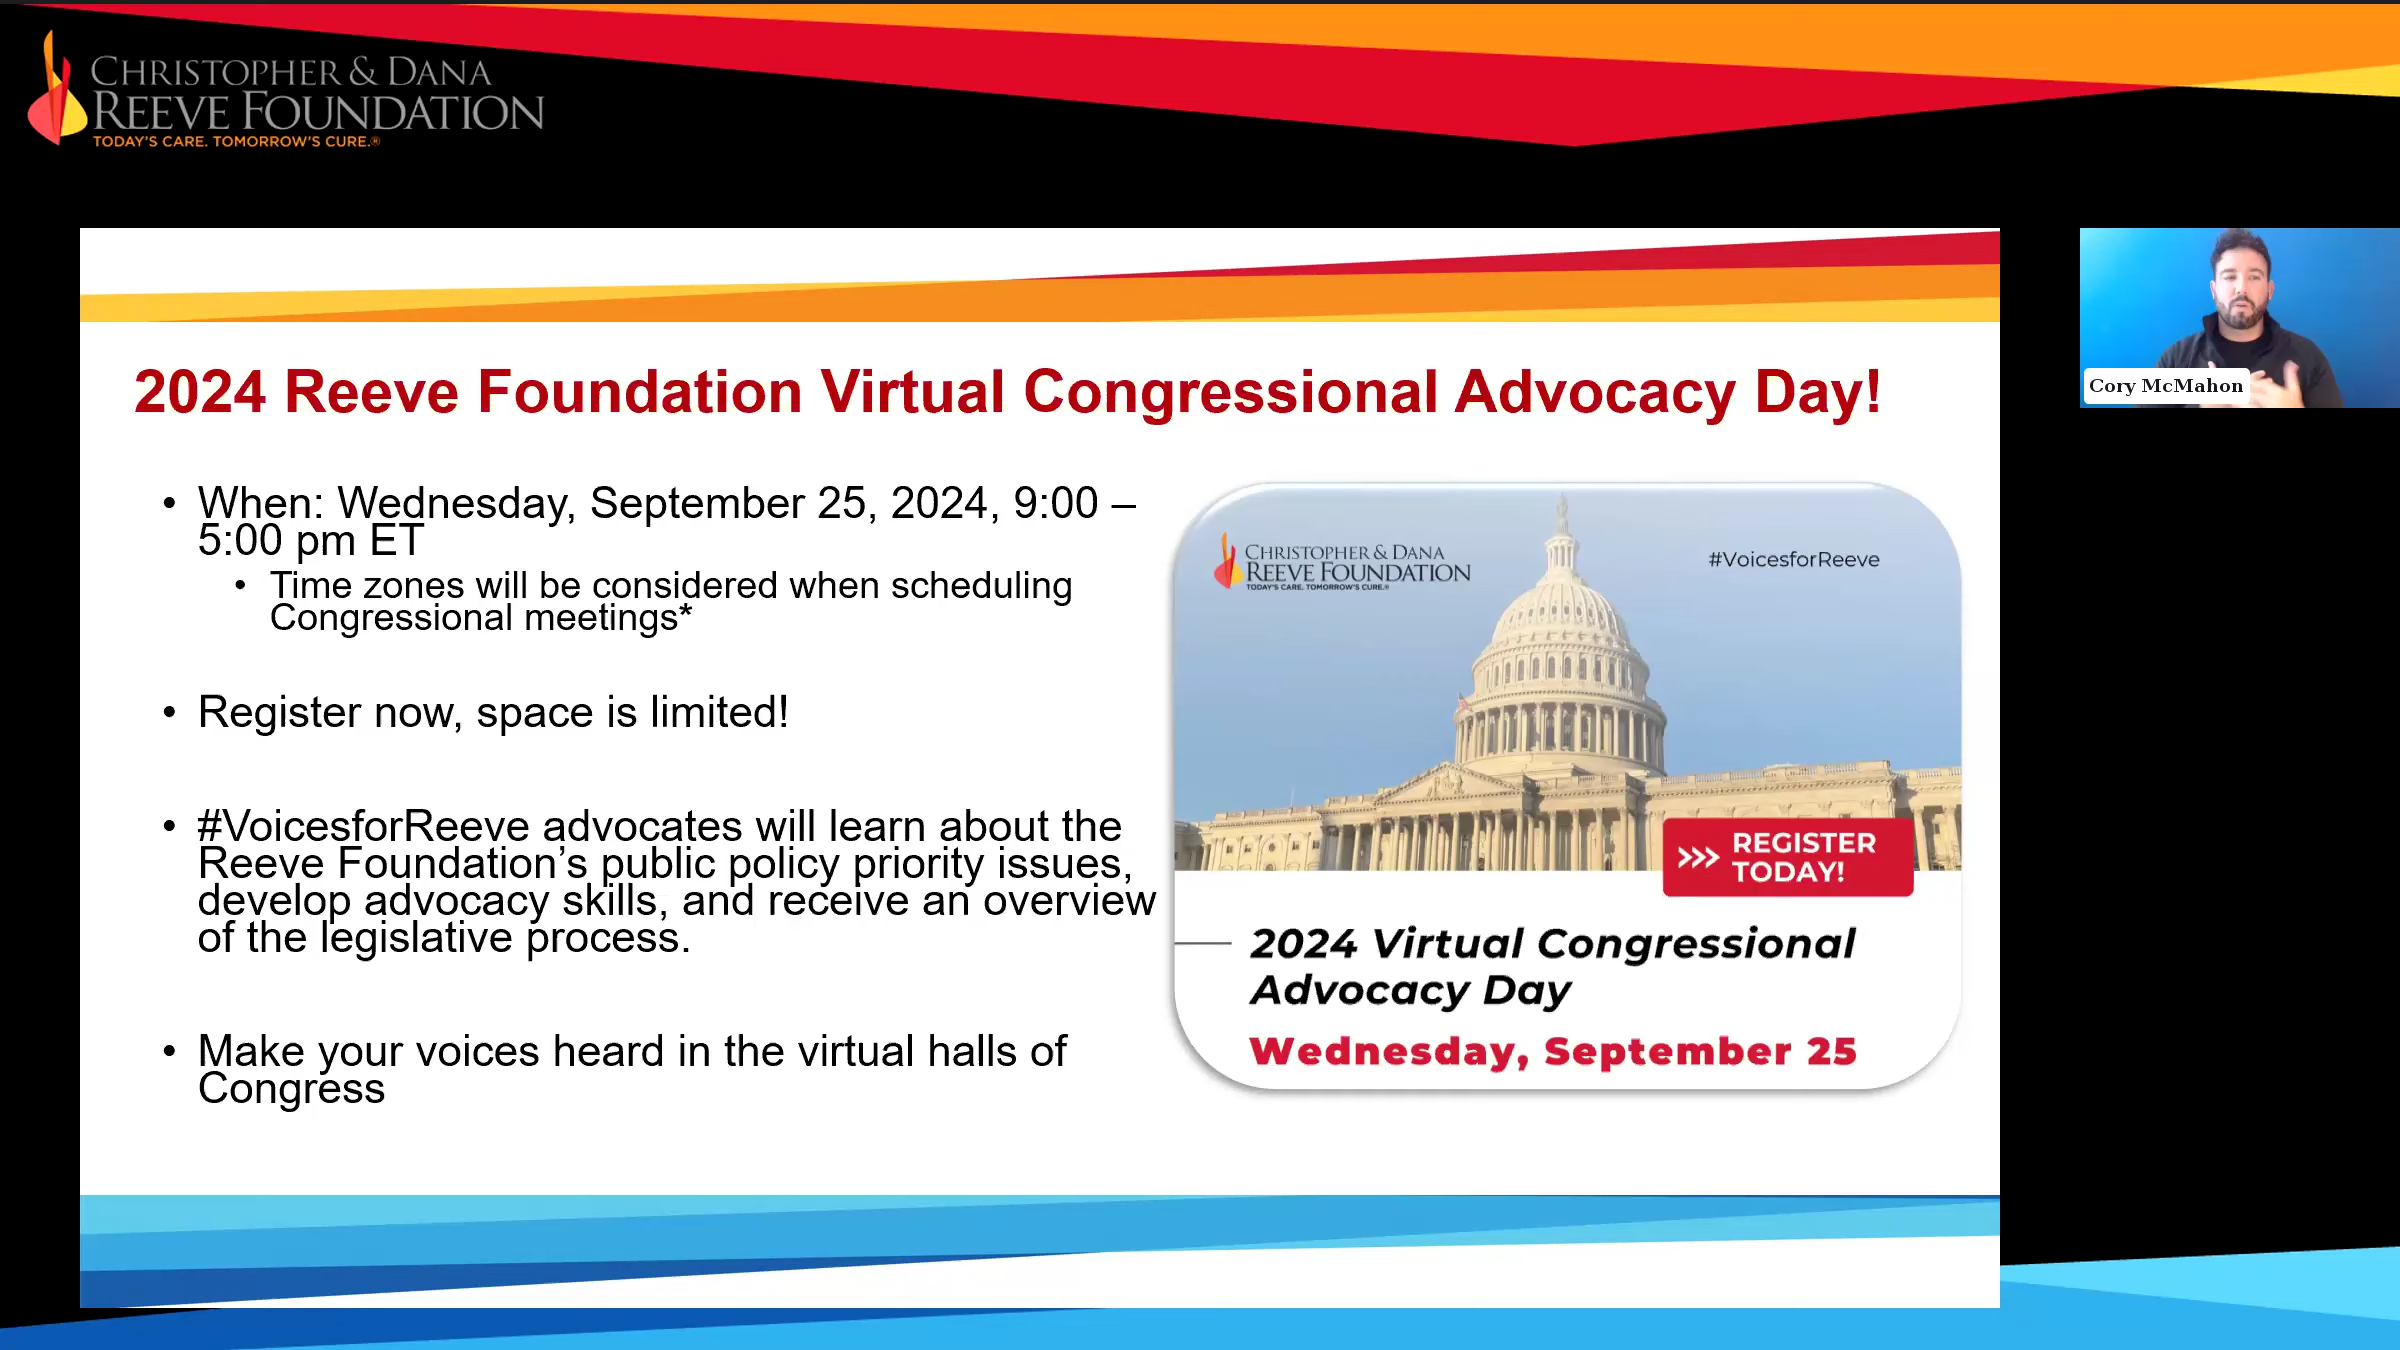 CHRISTOPHER & DANA
REEVE FOUNDATION
TODAY'S CARE. TOMORROW'S CURE.®
2024 Reeve Foundation Virtual Congressional Advocacy Day!
• When: Wednesday, September 25, 2024, 9:00 –
5:00 pm ET
• Time zones will be considered when scheduling
Congressional meetings*
• Register now, space is limited!
• #VoicesforReeve advocates will learn about the
Reeve Foundation’s public policy priority issues,
develop advocacy skills, and receive an overview
of the legislative process.
• Make your voices heard in the virtual halls of
Congress
CHRISTOPHER & DANA
REEVE FOUNDATION
TODAY'S CARE. TOMORROW'S CURE.®
#VoicesforReeve
>>> REGISTER
TODAY!
2024 Virtual Congressional
Advocacy Day
Wednesday, September 25
Cory McMahon